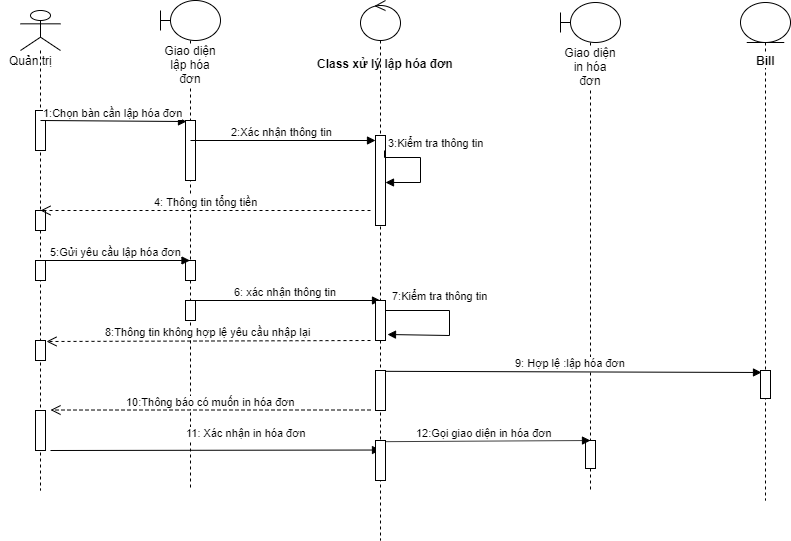 Quản trị
Giao diện
lập hóa
đơn
Class xử lý lập hóa đơn
Giao diện
in hóa
đơn
Bill
1:Chọn bàn cần lập hóa đơn
2:Xác nhận thông tin
3:Kiểm tra thông tin
4: Thông tin tổng tiền
5:Gửi yêu cầu lập hóa đơn
6: xác nhận thông tin
7:Kiểm tra thông tin
8:Thông tin không hợp lệ yêu cầu nhập lại
9: Hợp lệ :lập hóa đơn
10:Thông báo có muốn in hóa đơn
11: Xác nhận in hóa đơn
12:Gọi giao diện in hóa đơn